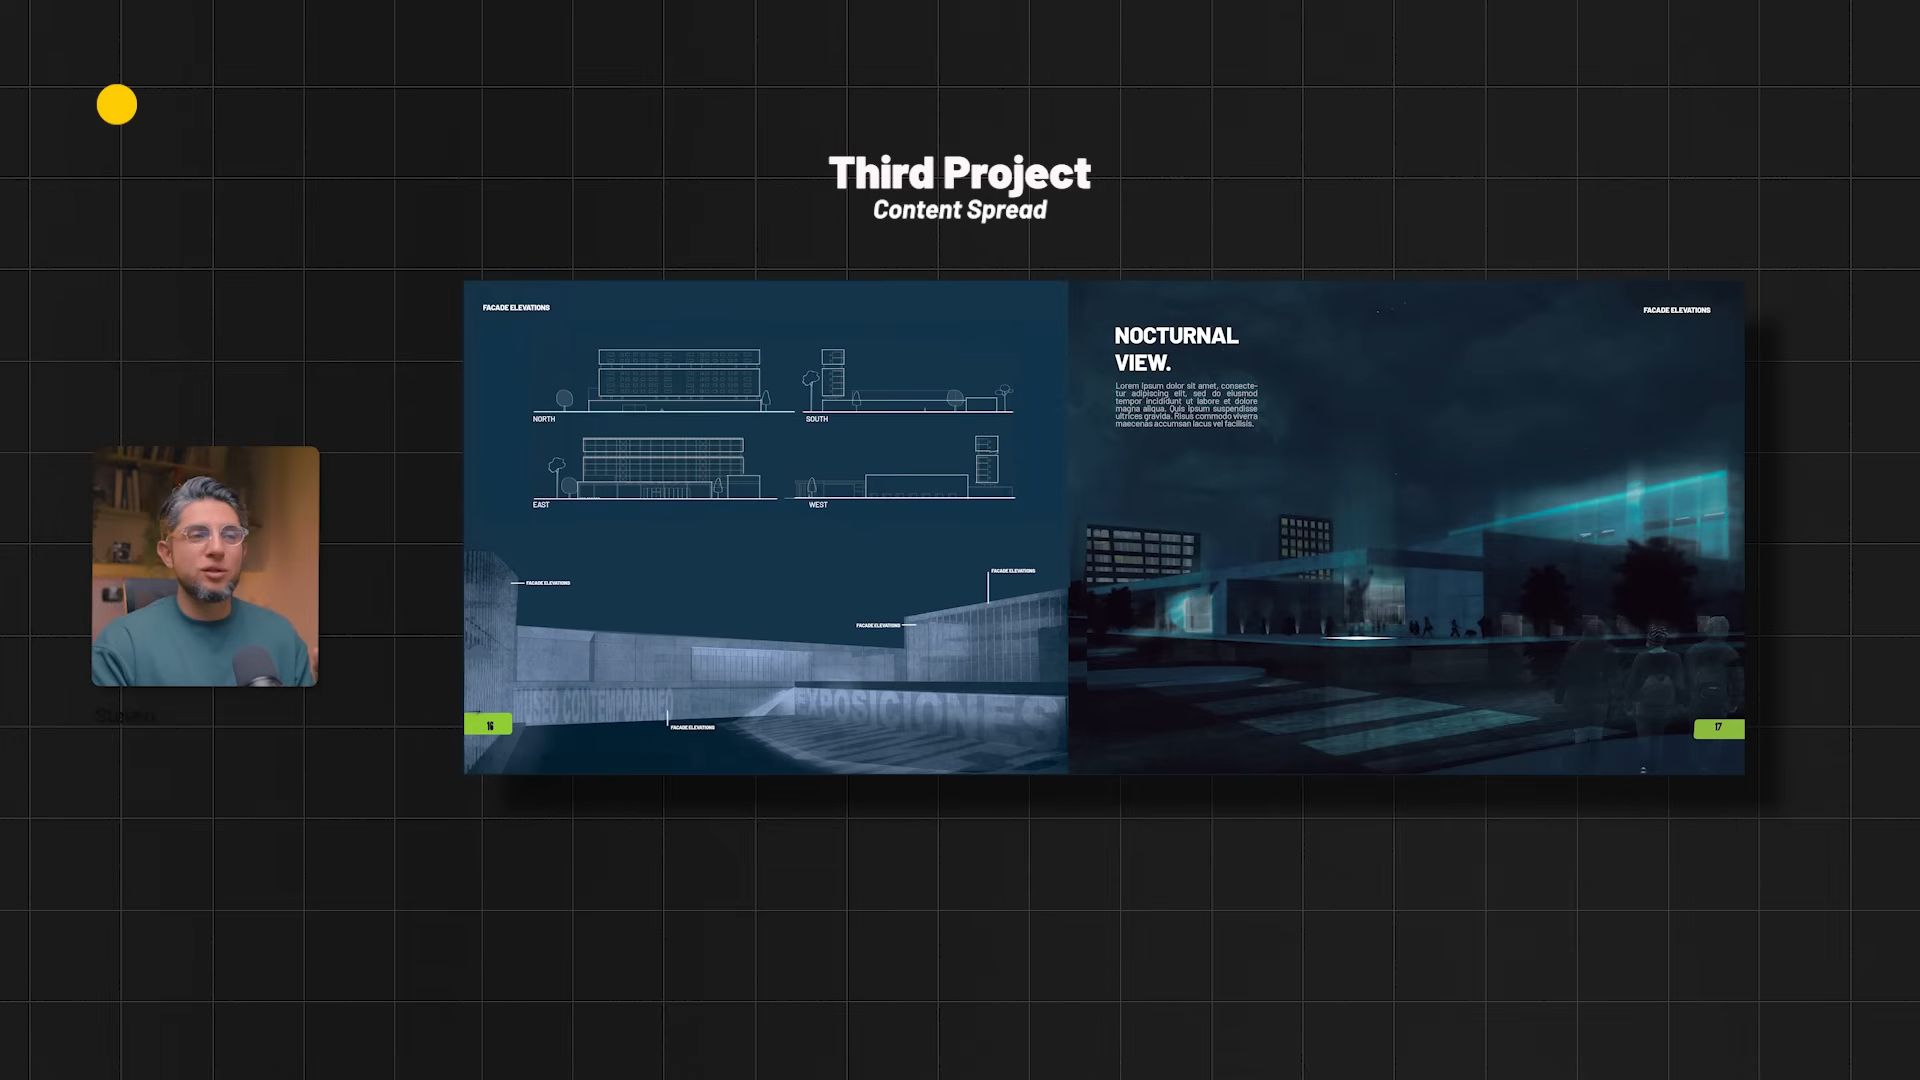 Third Project
Content Spread
FACADE ELEVATIONS
NORTH
SOUTH
EAST
WEST
FACADE ELEVATIONS
FACADE ELEVATIONS
FACADE ELEVATIONS
SEO CONTEMPORANEO
EXPOSICIONES
FACADE ELEVATIONS
16
FACADE ELEVATIONS
NOCTURNAL
VIEW.
Lorem ipsum dolor sit amet, consecte-
tur adipiscing elit, sed do eiusmod
tempor incididunt ut labore et dolore
magna aliqua. Quis ipsum suspendisse
ultrices gravida. Risus commodo viverra
maecenas accumsan lacus vel facilisis.
17